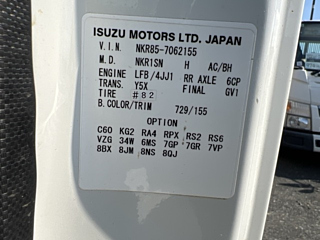 ISUZU MOTORS LTD. JAPAN
V.I.N. NKR85-7062155
M.D. NKR1SN H AC/BH
ENGINE LFB/4JJ1 RR AXLE 6CP
TRANS. Y5X FINAL GV1
TIRE #82
B.COLOR/TRIM 729/155
OPTION
C60 KG2 RA4 RPX RS2 RS6
VZG 34W 6MS 7GP 7GR 7VP
8BX 8JM 8NS 8QJ